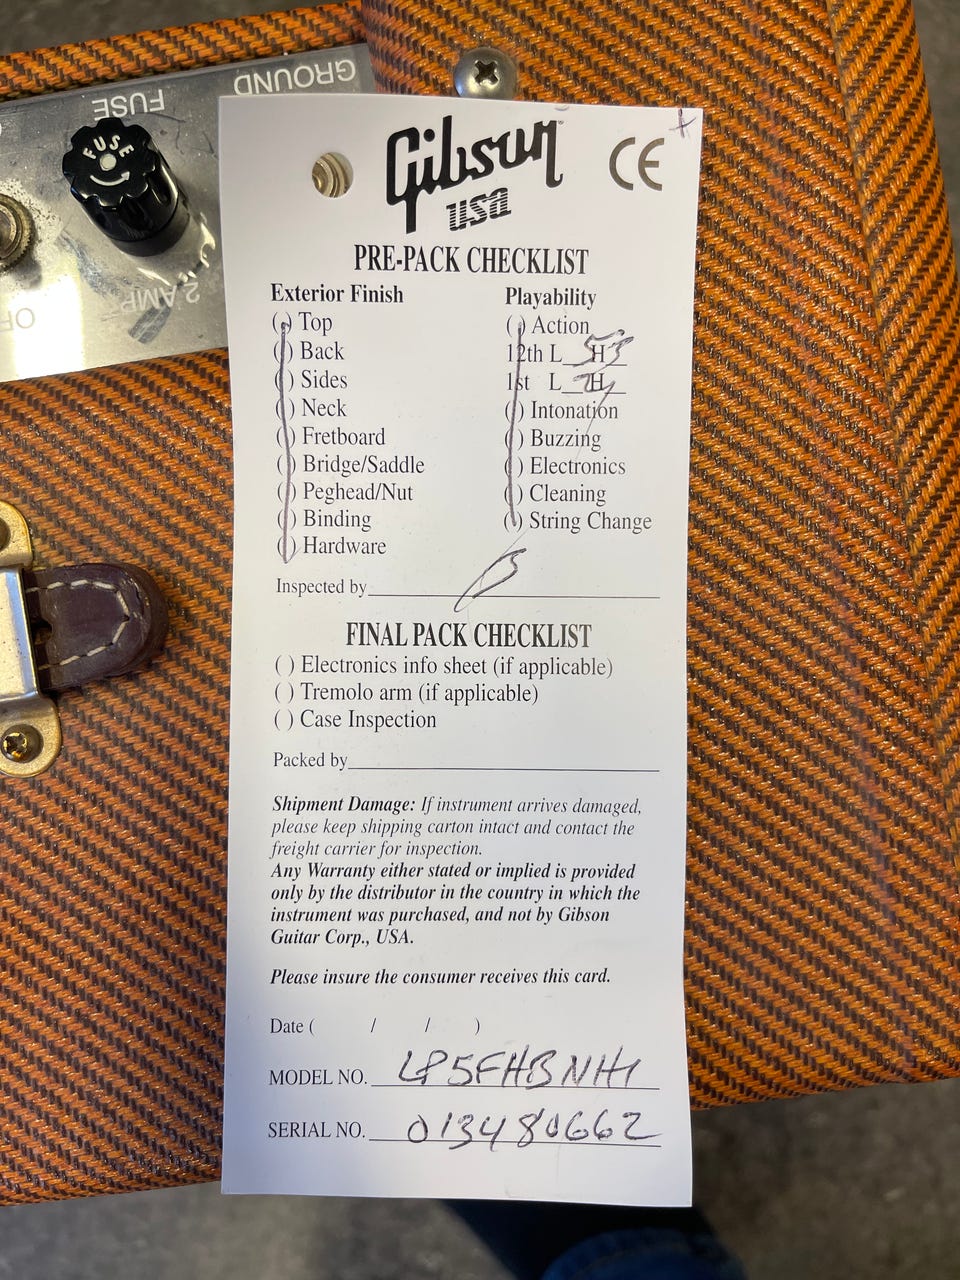 GROUND
FUSE
FUSE
2 AMP
Gibson
usa
CE
PRE-PACK CHECKLIST
Exterior Finish
( ) Top
( ) Back
( ) Sides
( ) Neck
( ) Fretboard
( ) Bridge/Saddle
( ) Peghead/Nut
( ) Binding
( ) Hardware
Playability
( ) Action
12th L H
1st L H
( ) Intonation
( ) Buzzing
( ) Electronics
( ) Cleaning
( ) String Change
Inspected by
FINAL PACK CHECKLIST
( ) Electronics info sheet (if applicable)
( ) Tremolo arm (if applicable)
( ) Case Inspection
Packed by
Shipment Damage: If instrument arrives damaged,
please keep shipping carton intact and contact the
freight carrier for inspection.
Any Warranty either stated or implied is provided
only by the distributor in the country in which the
instrument was purchased, and not by Gibson
Guitar Corp., USA.
Please insure the consumer receives this card.
Date ( / / )
MODEL NO. LP5FHBNH1
SERIAL NO. 013480662